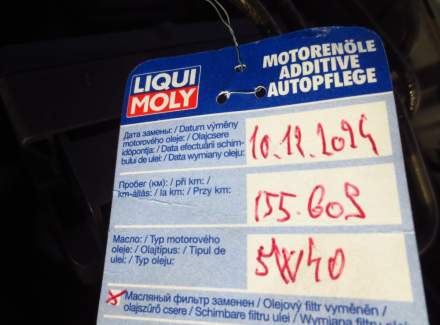 LIQUI
MOLY
MOTORENÖLE
ADDITIVE
AUTOPFLEGE
Дата замены: / Datum výměny
motorového oleje: / Olajcsere
időpontja: / Data efectuării schim-
bului de ulei: / Data wymiany oleju:
10.12.2024
Пробег (км): / při km: /
km-állás: / la km: / Przy km:
155.609
Масло: / Typ motorového
oleje: / Olajtípus: / Tipul de
ulei: / Typ oleju:
5W40
Масляный фильтр заменен / Olejový filtr vyměněn /
olajszűrő csere / Schimbare filtru ulei / Wymiana filtru